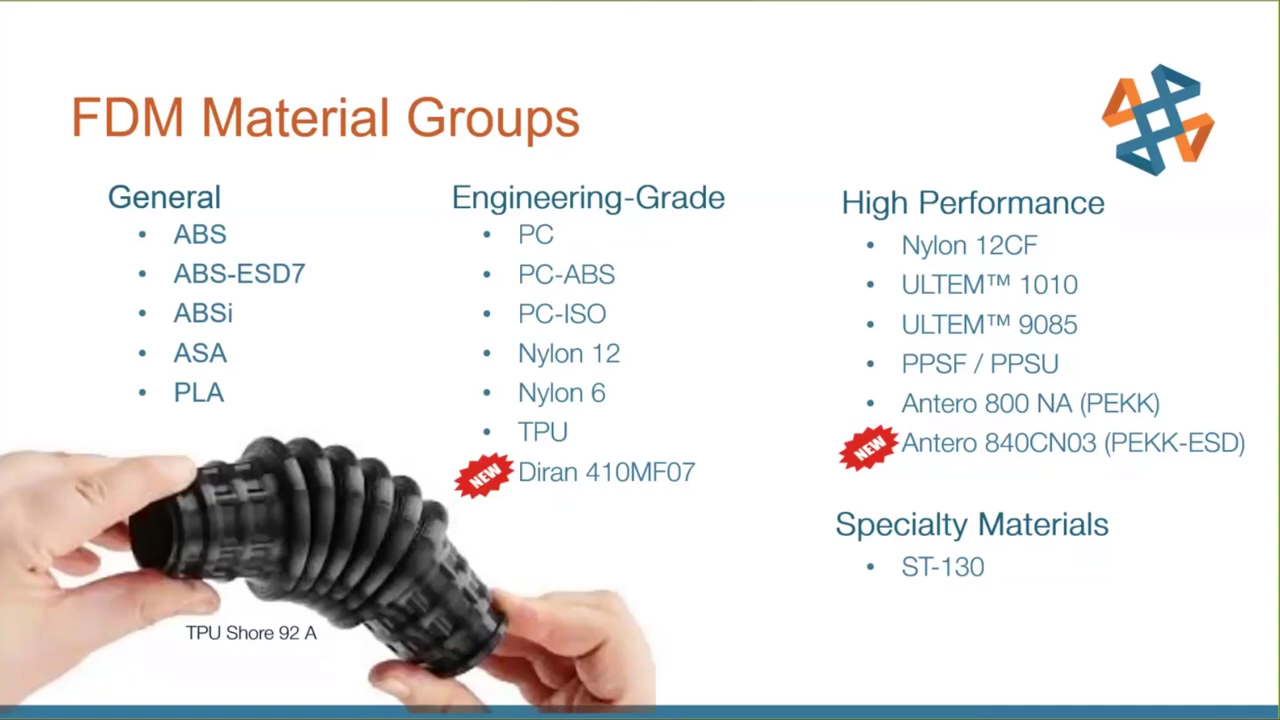 FDM Material Groups
General
• ABS
• ABS-ESD7
• ABSi
• ASA
• PLA
Engineering-Grade
• PC
• PC-ABS
• PC-ISO
• Nylon 12
• Nylon 6
• TPU
NEW Diran 410MF07
High Performance
• Nylon 12CF
• ULTEM™ 1010
• ULTEM™ 9085
• PPSF / PPSU
• Antero 800 NA (PEKK)
NEW Antero 840CN03 (PEKK-ESD)
Specialty Materials
• ST-130
TPU Shore 92 A